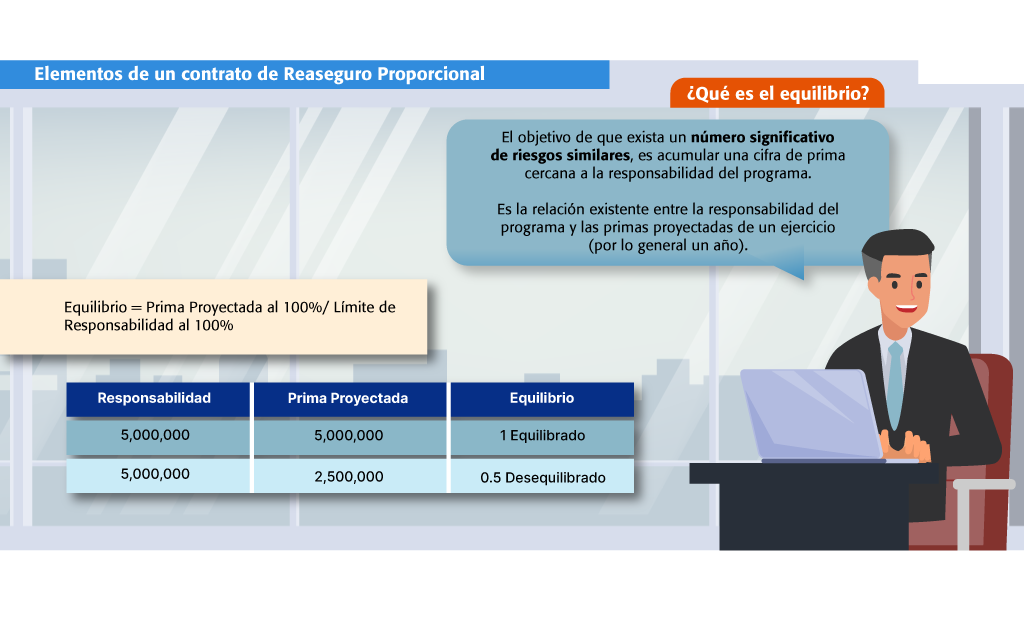 Elementos de un contrato de Reaseguro Proporcional
¿Qué es el equilibrio?
El objetivo de que exista un número significativo
de riesgos similares, es acumular una cifra de prima
cercana a la responsabilidad del programa.
Es la relación existente entre la responsabilidad del
programa y las primas proyectadas de un ejercicio
(por lo general un año).
Equilibrio = Prima Proyectada al 100%/ Límite de
Responsabilidad al 100%
Responsabilidad Prima Proyectada Equilibrio
5,000,000 5,000,000 1 Equilibrado
5,000,000 2,500,000 0.5 Desequilibrado